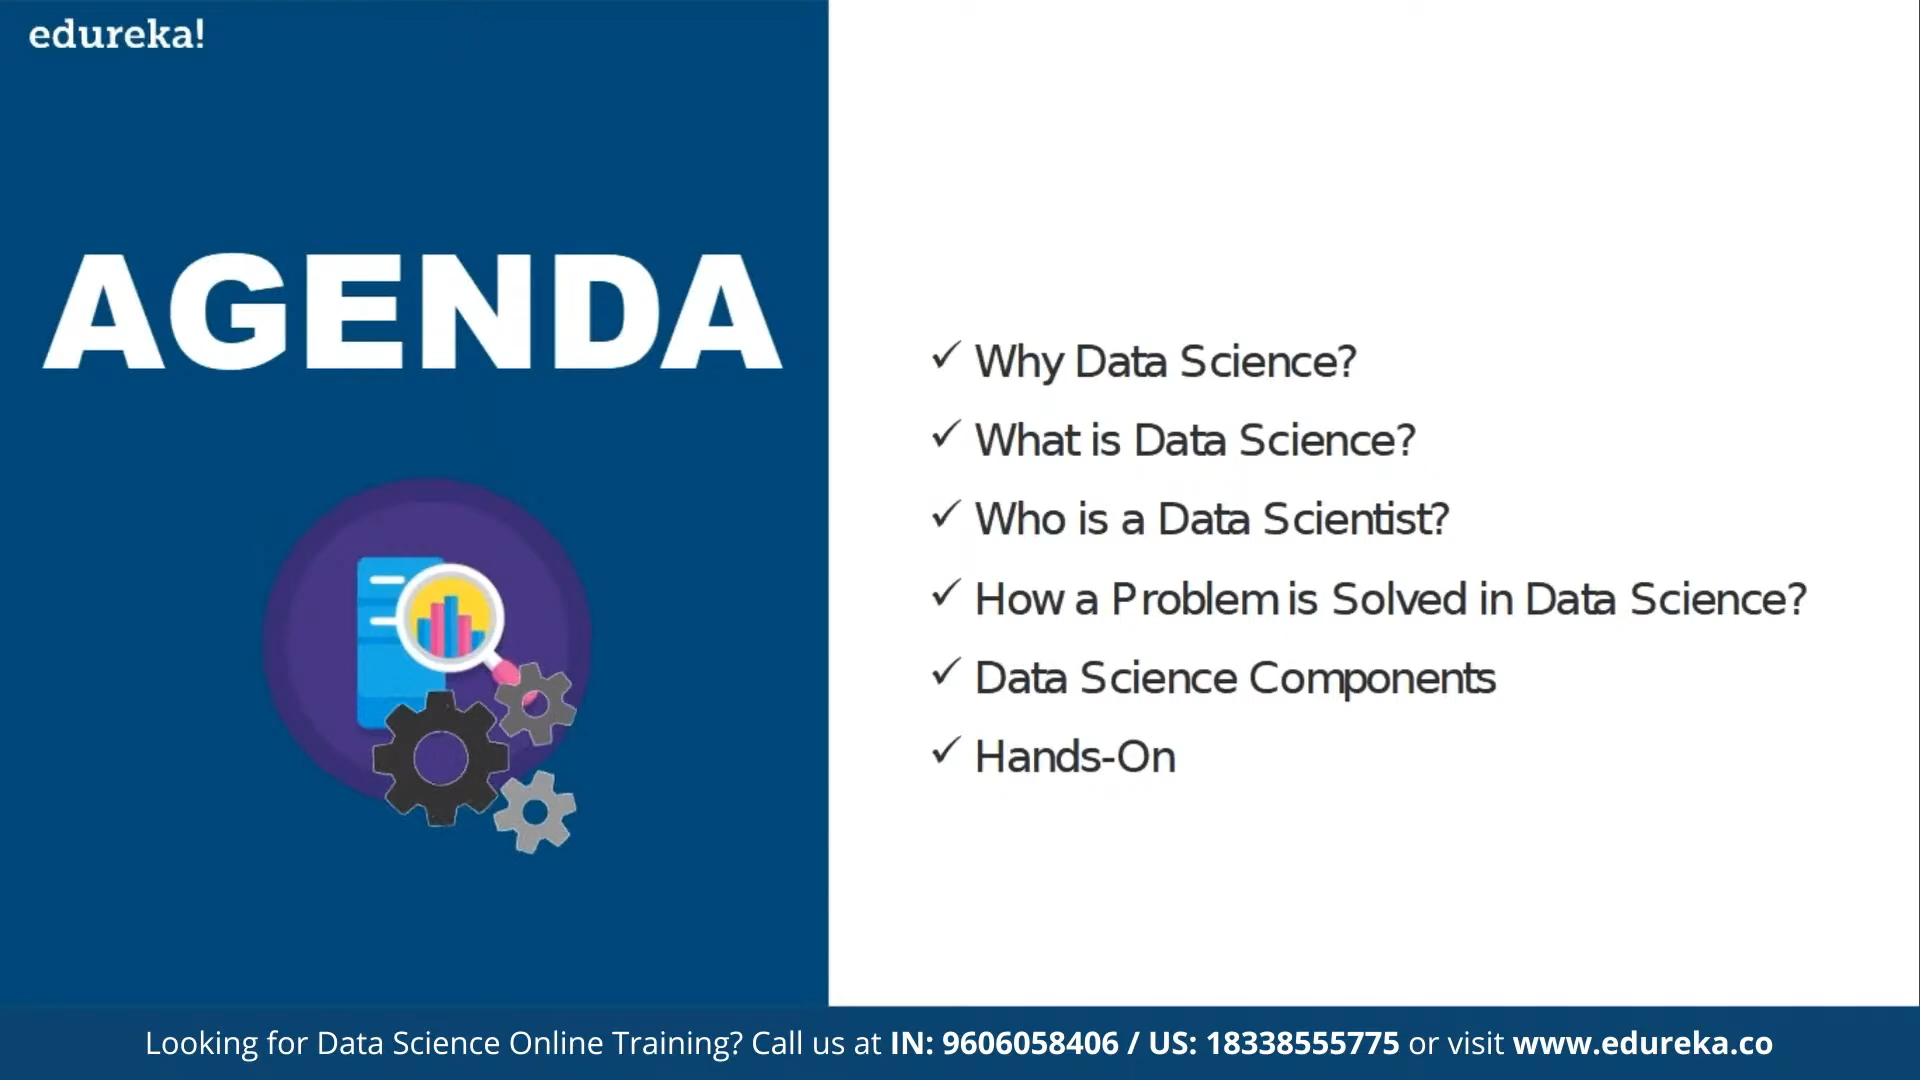 edureka!
AGENDA
✓ Why Data Science?
✓ What is Data Science?
✓ Who is a Data Scientist?
✓ How a Problem is Solved in Data Science?
✓ Data Science Components
✓ Hands-On
Looking for Data Science Online Training? Call us at IN: 9606058406 / US: 18338555775 or visit www.edureka.co